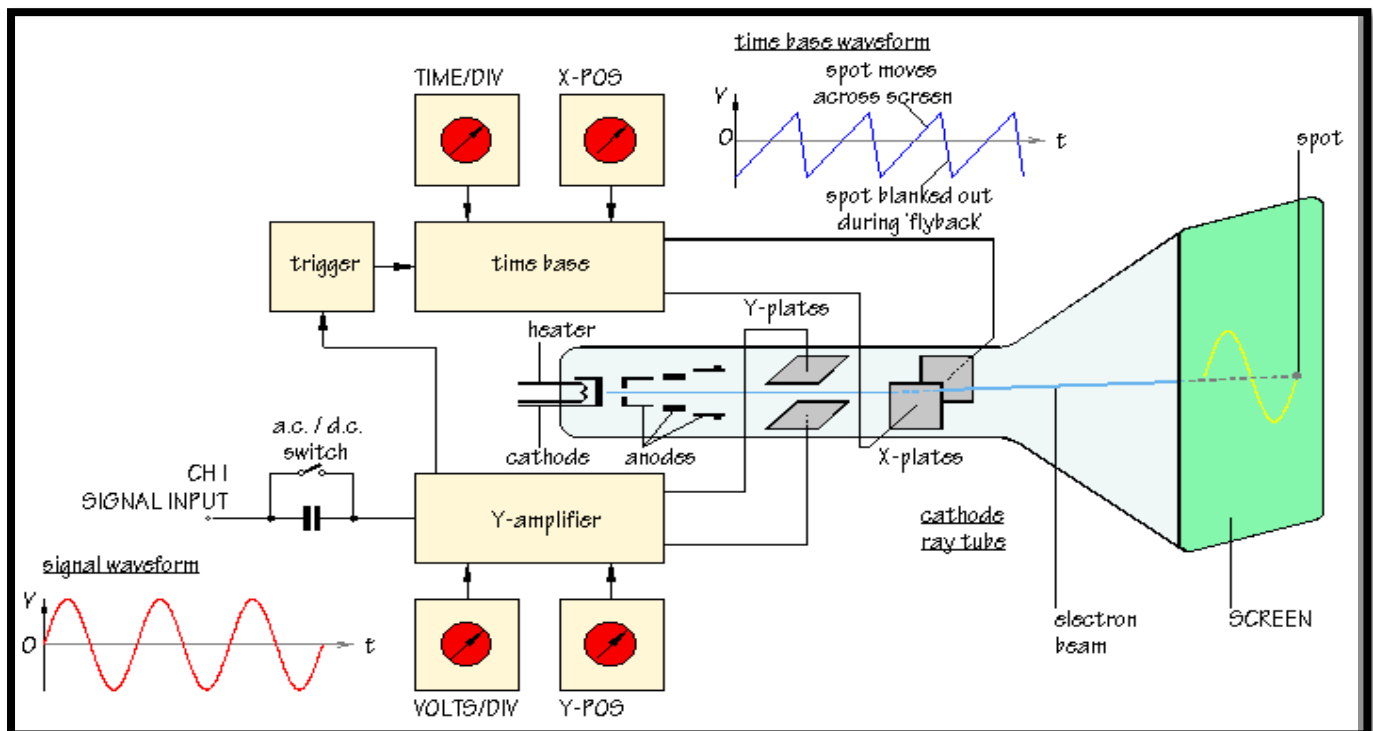 time base waveform
TIME/DIV
X-POS
spot moves
across screen
V
O
t
spot
spot blanked out
during 'flyback'
trigger
time base
Y-plates
heater
a.c. / d.c.
switch
cathode
anodes
X-plates
CH I
SIGNAL INPUT
Y-amplifier
cathode
ray tube
signal waveform
V
O
t
electron
beam
SCREEN
VOLTS/DIV
Y-POS